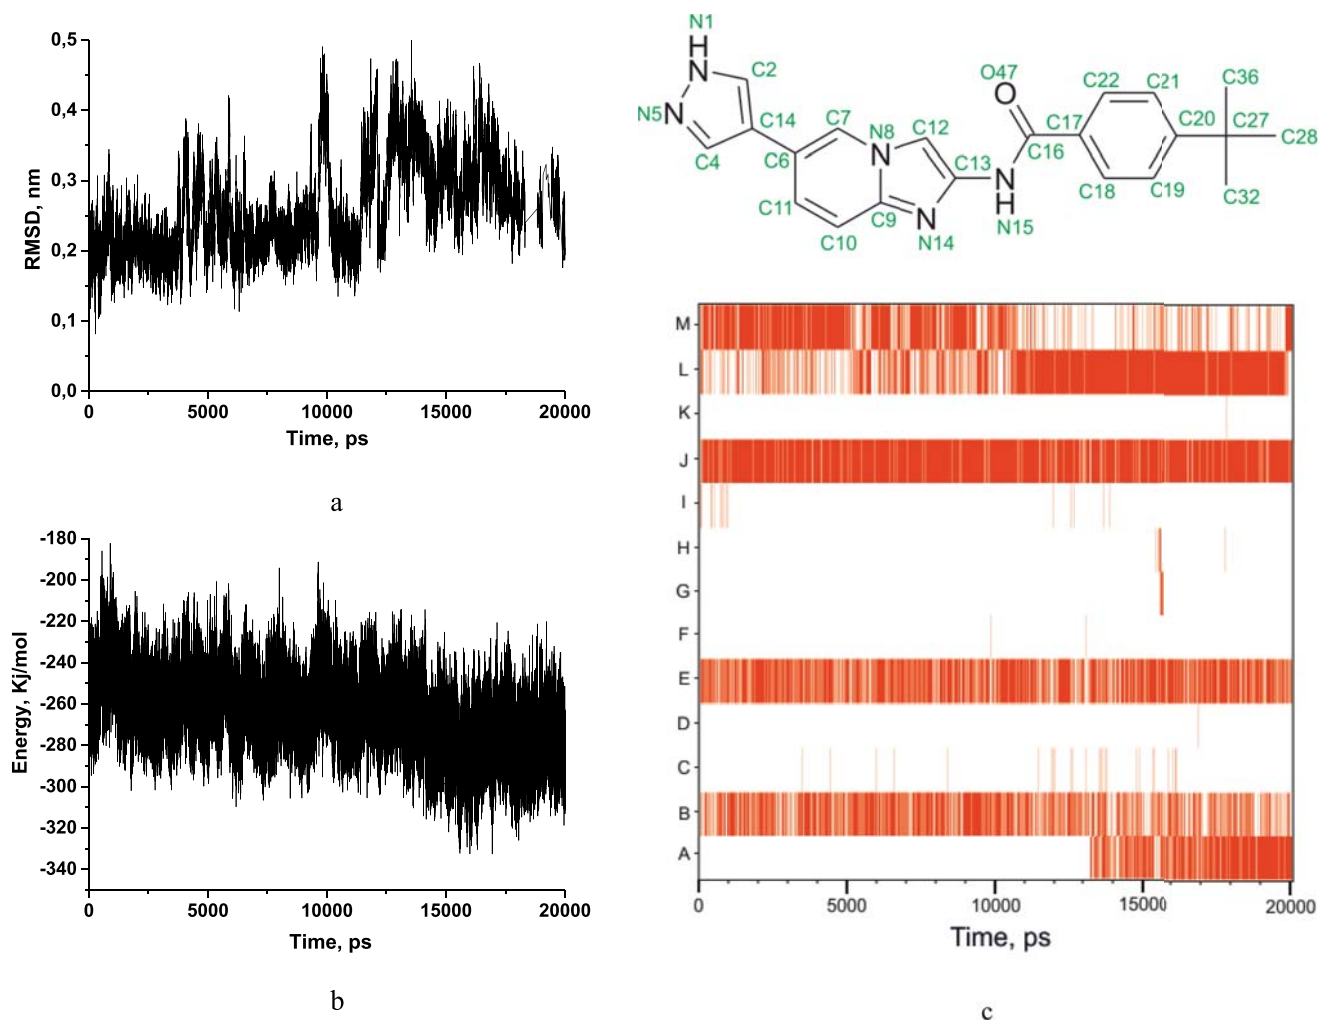 0,5
0,4
0,3
0,2
0,1
0,0
RMSD, nm
0 5000 10000 15000 20000
Time, ps
a
-180
-200
-220
-240
-260
-280
-300
-320
-340
Energy, Kj/mol
0 5000 10000 15000 20000
Time, ps
b
N1
H
N
C2
N5
N
C14
C4
C6
C7
N8
N
C12
C11
C10
C9
N
N14
C13
N
H
N15
O47
O
C16
C17
C22
C21
C18
C19
C20
C36
C27
C28
C32
M
L
K
J
I
H
G
F
E
D
C
B
A
0 5000 10000 15000 20000
Time, ps
c